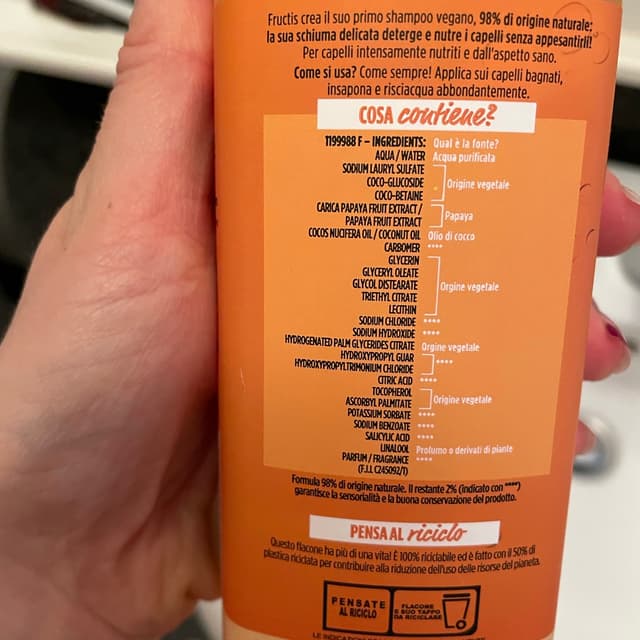 Fructis crea il suo primo shampoo vegano, 98% di origine naturale:
la sua schiuma delicata deterge e nutre i capelli senza appesantirli!
Per capelli intensamente nutriti e dall'aspetto sano.
Come si usa? Come sempre! Applica sui capelli bagnati,
insapona e risciacqua abbondantemente.
COSA contiene?
1199988 F – INGREDIENTS: Qual è la fonte?
AQUA / WATER Acqua purificata
SODIUM LAURYL SULFATE
COCO-GLUCOSIDE Origine vegetale
COCO-BETAINE
CARICA PAPAYA FRUIT EXTRACT /
PAPAYA FRUIT EXTRACT Papaya
COCOS NUCIFERA OIL / COCONUT OIL Olio di cocco
CARBOMER ****
GLYCERIN
GLYCERYL OLEATE
GLYCOL DISTEARATE Orgine vegetale
TRIETHYL CITRATE
LECITHIN
SODIUM CHLORIDE ****
SODIUM HYDROXIDE ****
HYDROGENATED PALM GLYCERIDES CITRATE Orgine vegetale
HYDROXYPROPYL GUAR
HYDROXYPROPYLTRIMONIUM CHLORIDE ****
CITRIC ACID ****
TOCOPHEROL
ASCORBYL PALMITATE Origine vegetale
POTASSIUM SORBATE ****
SODIUM BENZOATE ****
SALICYLIC ACID ****
LINALOOL Profumo o derivati di piante
PARFUM / FRAGRANCE ****
(F.I.L C245092/1)
Formula 98% di origine naturale. Il restante 2% (indicato con ****)
garantisce la sensorialità e la buona conservazione del prodotto.
PENSA AL riciclo
Questo flacone ha più di una vita! È 100% riciclabile ed è fatto con il 50% di
plastica riciclata per contribuire alla riduzione dell'uso delle risorse del pianeta.
PENSATE
AL RICICLO
FLACONE
E SUO TAPPO
DA RICICLARE